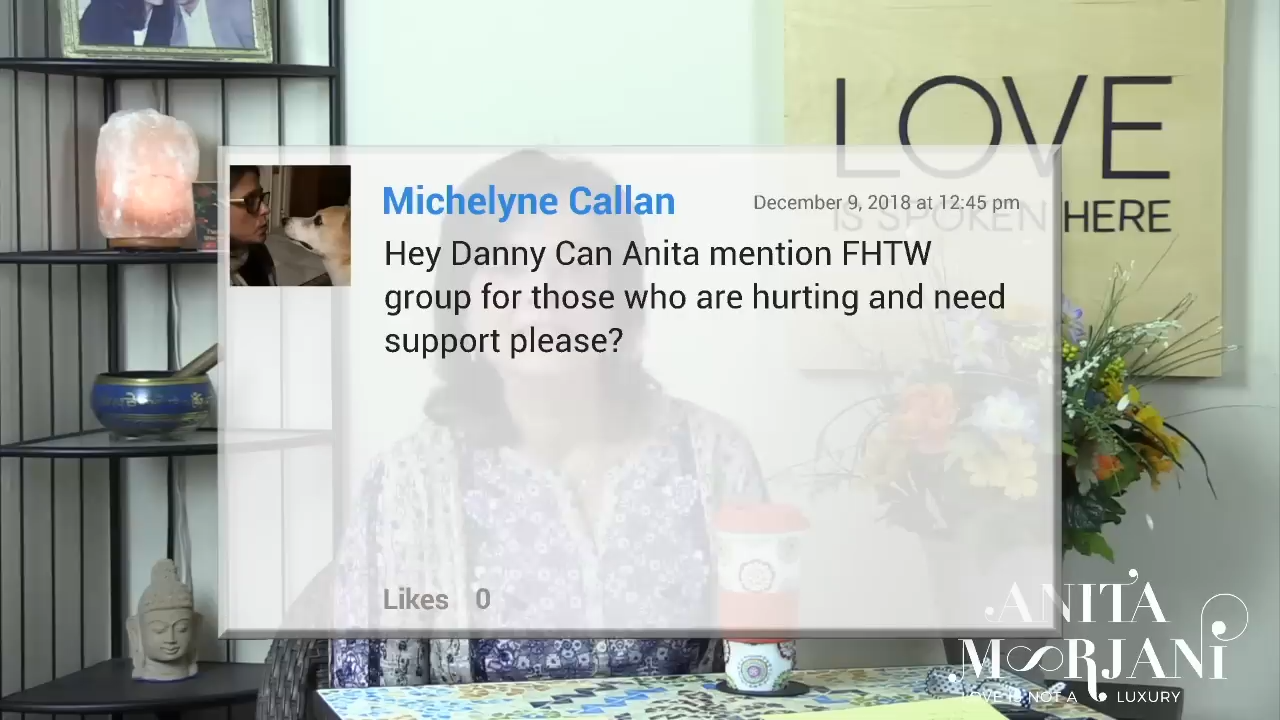 LOVE
IS SPOKEN HERE
Michelyne Callan
December 9, 2018 at 12:45 pm
Hey Danny Can Anita mention FHTW
group for those who are hurting and need
support please?
Likes 0
ANITA
MOORJANI
LOVE IS NOT A LUXURY